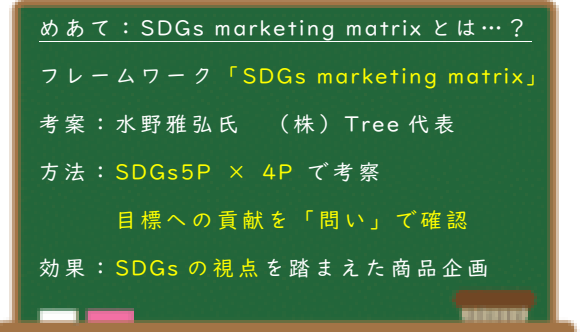 めあて：SDGs marketing matrix とは…？
フレームワーク「SDGs marketing matrix」
考案：水野雅弘氏　（株）Tree 代表
方法：SDGs5P × 4P で考察
目標への貢献を「問い」で確認
効果：SDGs の視点を踏まえた商品企画